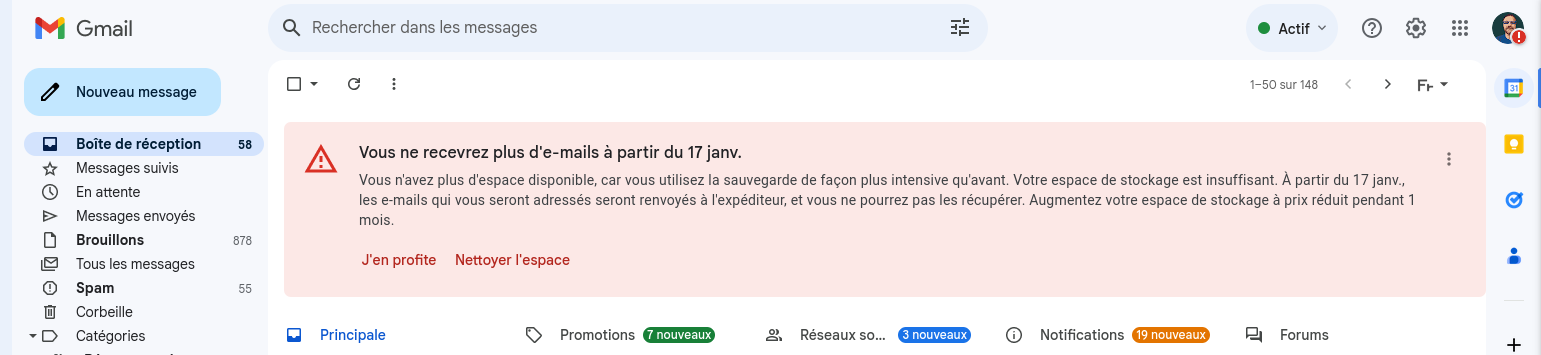 Gmail
Rechercher dans les messages
Actif
Nouveau message
1–50 sur 148
Fr
Boîte de réception 58
Messages suivis
En attente
Messages envoyés
Brouillons 878
Tous les messages
Spam 55
Corbeille
Catégories
Vous ne recevrez plus d'e-mails à partir du 17 janv.
Vous n'avez plus d'espace disponible, car vous utilisez la sauvegarde de façon plus intensive qu'avant. Votre espace de stockage est insuffisant. À partir du 17 janv.,
les e-mails qui vous seront adressés seront renvoyés à l'expéditeur, et vous ne pourrez pas les récupérer. Augmentez votre espace de stockage à prix réduit pendant 1
mois.
J'en profite Nettoyer l'espace
Principale
Promotions 7 nouveaux
Réseaux so... 3 nouveaux
Notifications 19 nouveaux
Forums
31